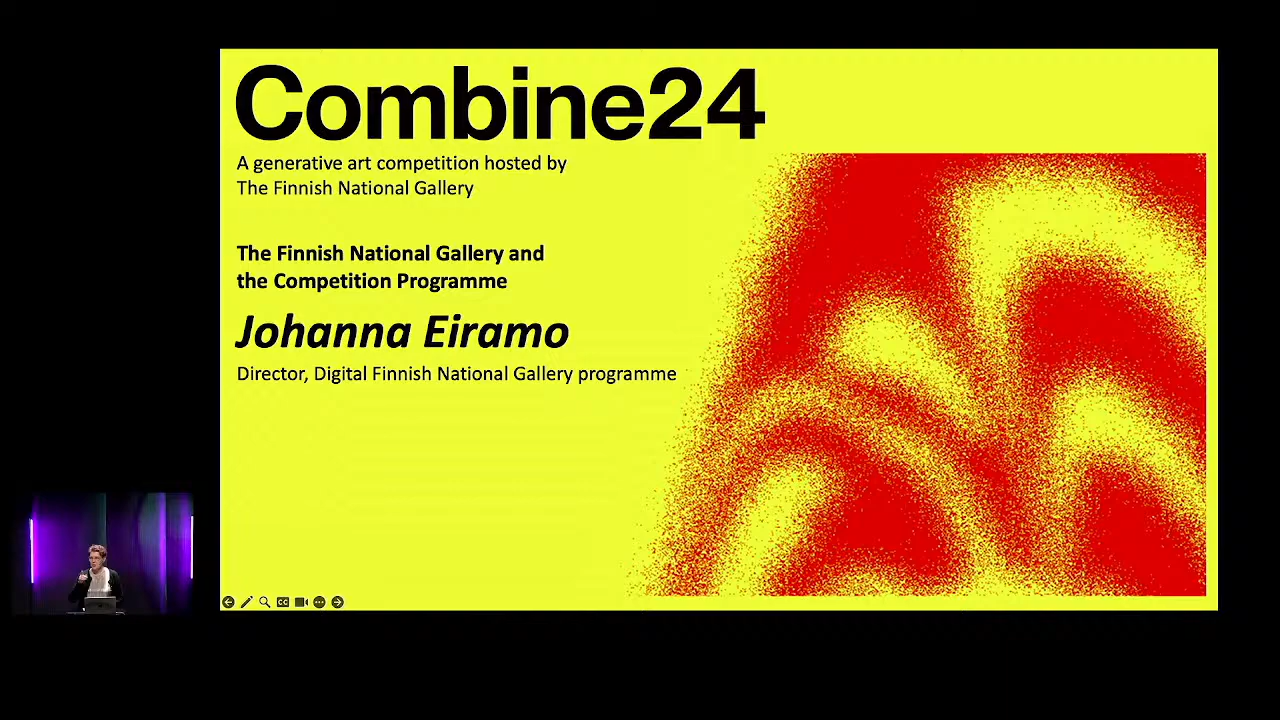 Combine24
A generative art competition hosted by
The Finnish National Gallery
The Finnish National Gallery and
the Competition Programme
Johanna Eiramo
Director, Digital Finnish National Gallery programme
CC